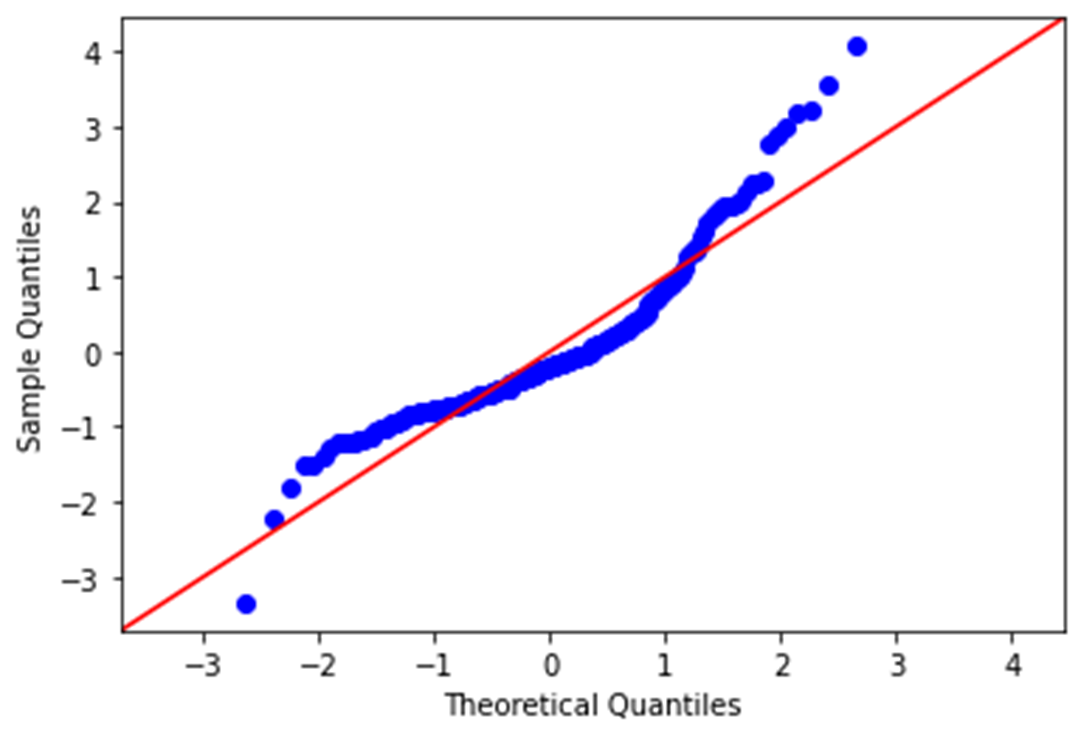 4
3
2
1
0
−1
−2
−3
Sample Quantiles
−3 −2 −1 0 1 2 3 4
Theoretical Quantiles